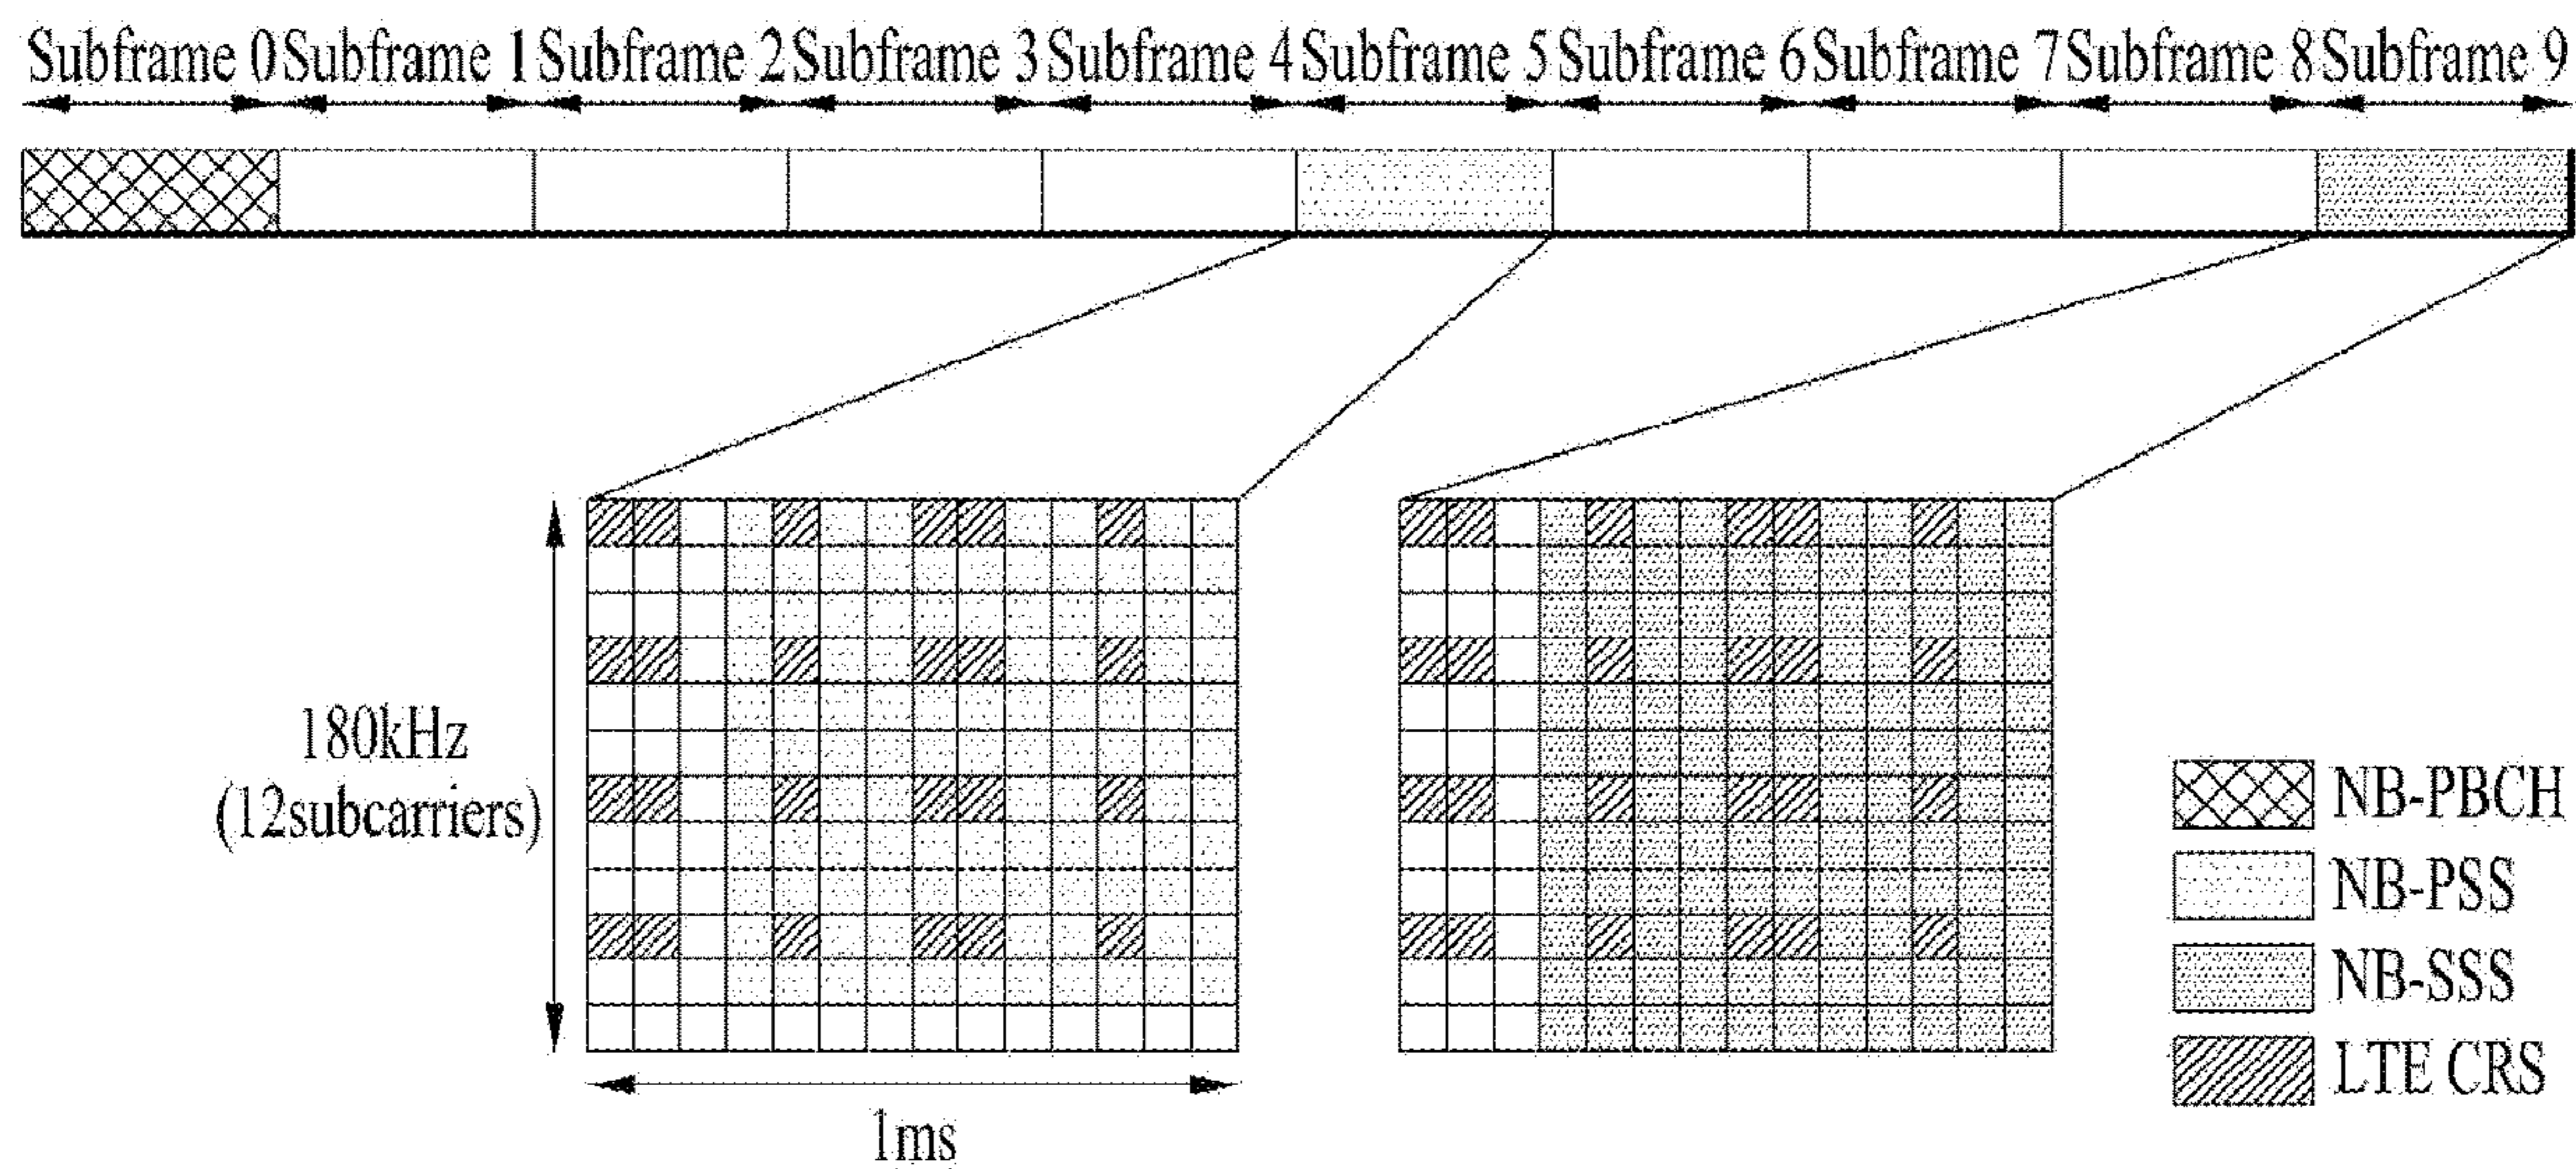 Subframe 0 Subframe 1 Subframe 2 Subframe 3 Subframe 4 Subframe 5 Subframe 6 Subframe 7 Subframe 8 Subframe 9
180kHz
(12subcarriers)
1ms
NB-PBCH
NB-PSS
NB-SSS
LTE CRS